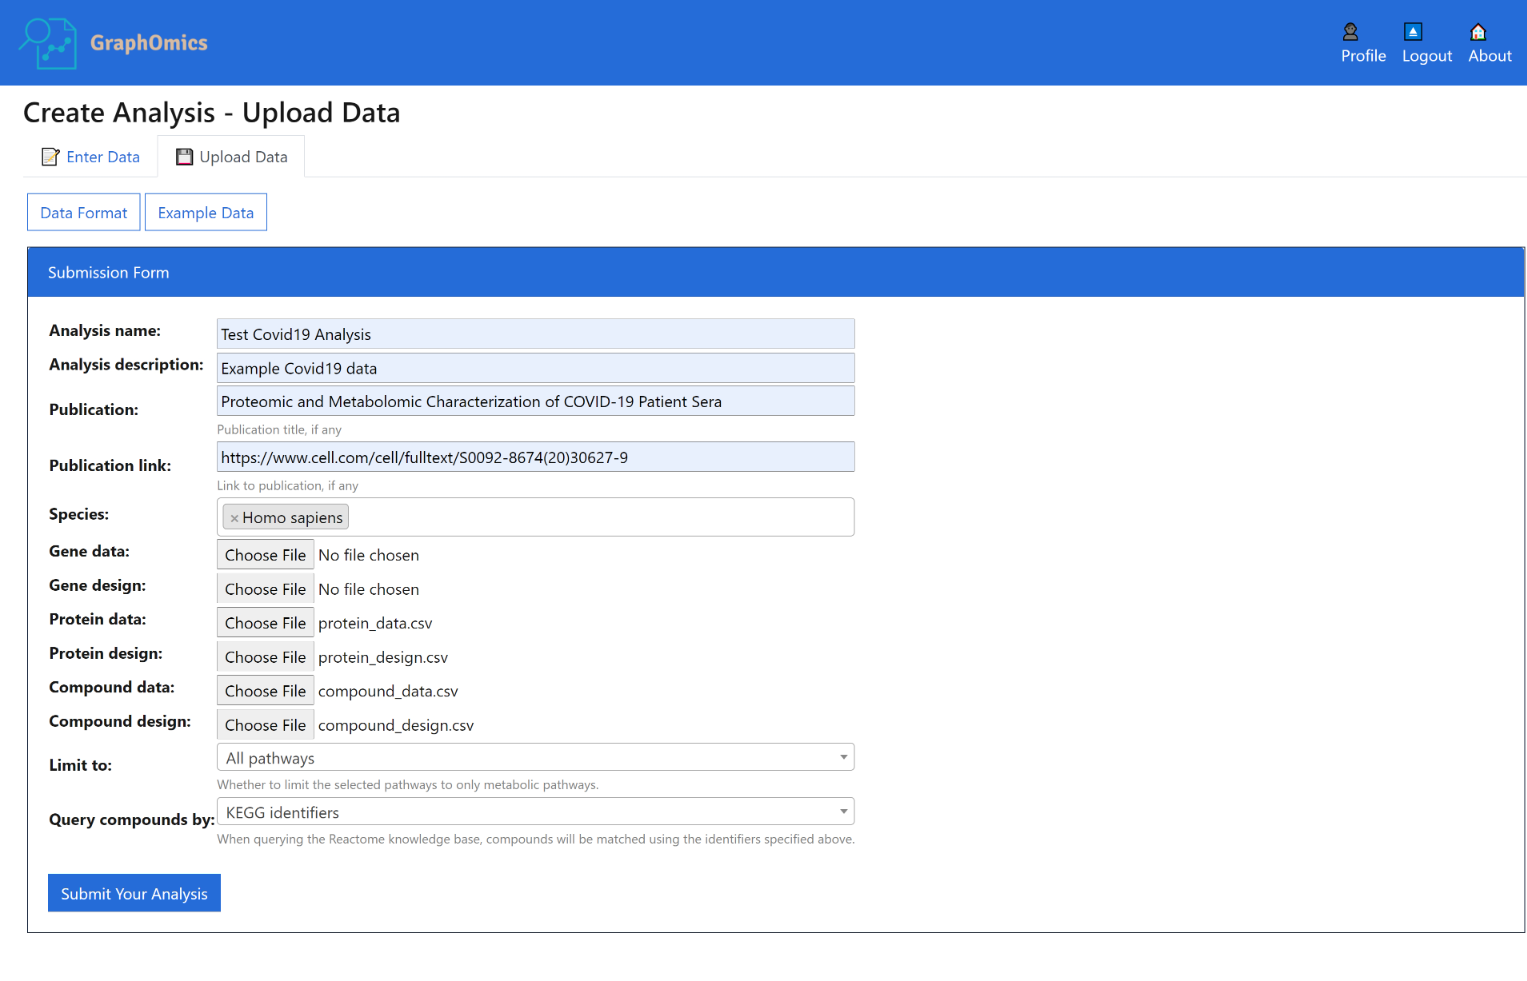 GraphOmics
Profile Logout About
Create Analysis - Upload Data
Enter Data Upload Data
Data Format Example Data
Submission Form
Analysis name: Test Covid19 Analysis
Analysis description: Example Covid19 data
Publication: Proteomic and Metabolomic Characterization of COVID-19 Patient Sera
Publication title, if any
Publication link: https://www.cell.com/cell/fulltext/S0092-8674(20)30627-9
Link to publication, if any
Species: × Homo sapiens
Gene data: Choose File No file chosen
Gene design: Choose File No file chosen
Protein data: Choose File protein_data.csv
Protein design: Choose File protein_design.csv
Compound data: Choose File compound_data.csv
Compound design: Choose File compound_design.csv
Limit to: All pathways
Whether to limit the selected pathways to only metabolic pathways.
Query compounds by: KEGG identifiers
When querying the Reactome knowledge base, compounds will be matched using the identifiers specified above.
Submit Your Analysis